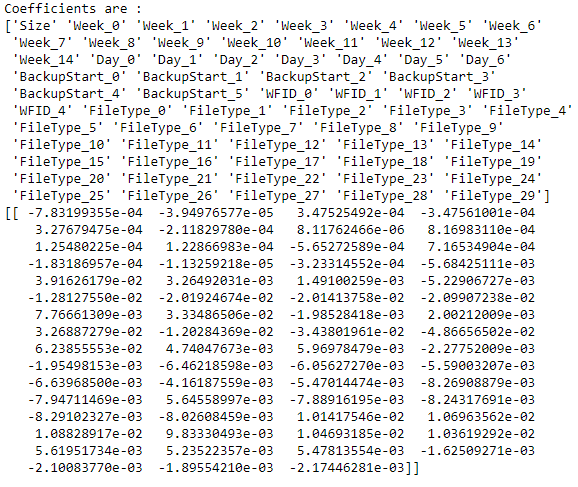 Coefficients are :
['Size' 'Week_0' 'Week_1' 'Week_2' 'Week_3' 'Week_4' 'Week_5' 'Week_6'
'Week_7' 'Week_8' 'Week_9' 'Week_10' 'Week_11' 'Week_12' 'Week_13'
'Week_14' 'Day_0' 'Day_1' 'Day_2' 'Day_3' 'Day_4' 'Day_5' 'Day_6'
'BackupStart_0' 'BackupStart_1' 'BackupStart_2' 'BackupStart_3'
'BackupStart_4' 'BackupStart_5' 'WFID_0' 'WFID_1' 'WFID_2' 'WFID_3'
'WFID_4' 'FileType_0' 'FileType_1' 'FileType_2' 'FileType_3' 'FileType_4'
'FileType_5' 'FileType_6' 'FileType_7' 'FileType_8' 'FileType_9'
'FileType_10' 'FileType_11' 'FileType_12' 'FileType_13' 'FileType_14'
'FileType_15' 'FileType_16' 'FileType_17' 'FileType_18' 'FileType_19'
'FileType_20' 'FileType_21' 'FileType_22' 'FileType_23' 'FileType_24'
'FileType_25' 'FileType_26' 'FileType_27' 'FileType_28' 'FileType_29']
[[ -7.83199355e-04 -3.94976577e-05 3.47525492e-04 -3.47561001e-04
3.27679475e-04 -2.11829780e-04 8.11762466e-06 8.16983110e-04
1.25480225e-04 1.22866983e-04 -5.65272589e-04 7.16534904e-04
-1.83186957e-04 -1.13259218e-05 -3.23314552e-04 -5.68425111e-03
3.91626179e-02 3.26492031e-03 1.49100259e-03 -5.22906727e-03
-1.28127550e-02 -2.01924674e-02 -2.01413758e-02 -2.09907238e-02
7.76661309e-03 3.33486506e-02 -1.98528418e-03 2.00212009e-03
3.26887279e-02 -1.20284369e-02 -3.43801961e-02 -4.86656502e-02
6.23855553e-02 4.74047673e-03 5.96978479e-03 -2.27752009e-03
-1.95498153e-03 -6.46218598e-03 -6.05627270e-03 -5.59003207e-03
-6.63968500e-03 -4.16187559e-03 -5.47014474e-03 -8.26908879e-03
-7.94711469e-03 5.64558997e-03 -7.88916195e-03 -8.24317691e-03
-8.29102327e-03 -8.02608459e-03 1.01417546e-02 1.06963562e-02
1.08828917e-02 9.83330493e-03 1.04693185e-02 1.03619292e-02
5.61951734e-03 5.23522357e-03 5.47813554e-03 -1.62509271e-03
-2.10083770e-03 -1.89554210e-03 -2.17446281e-03]]